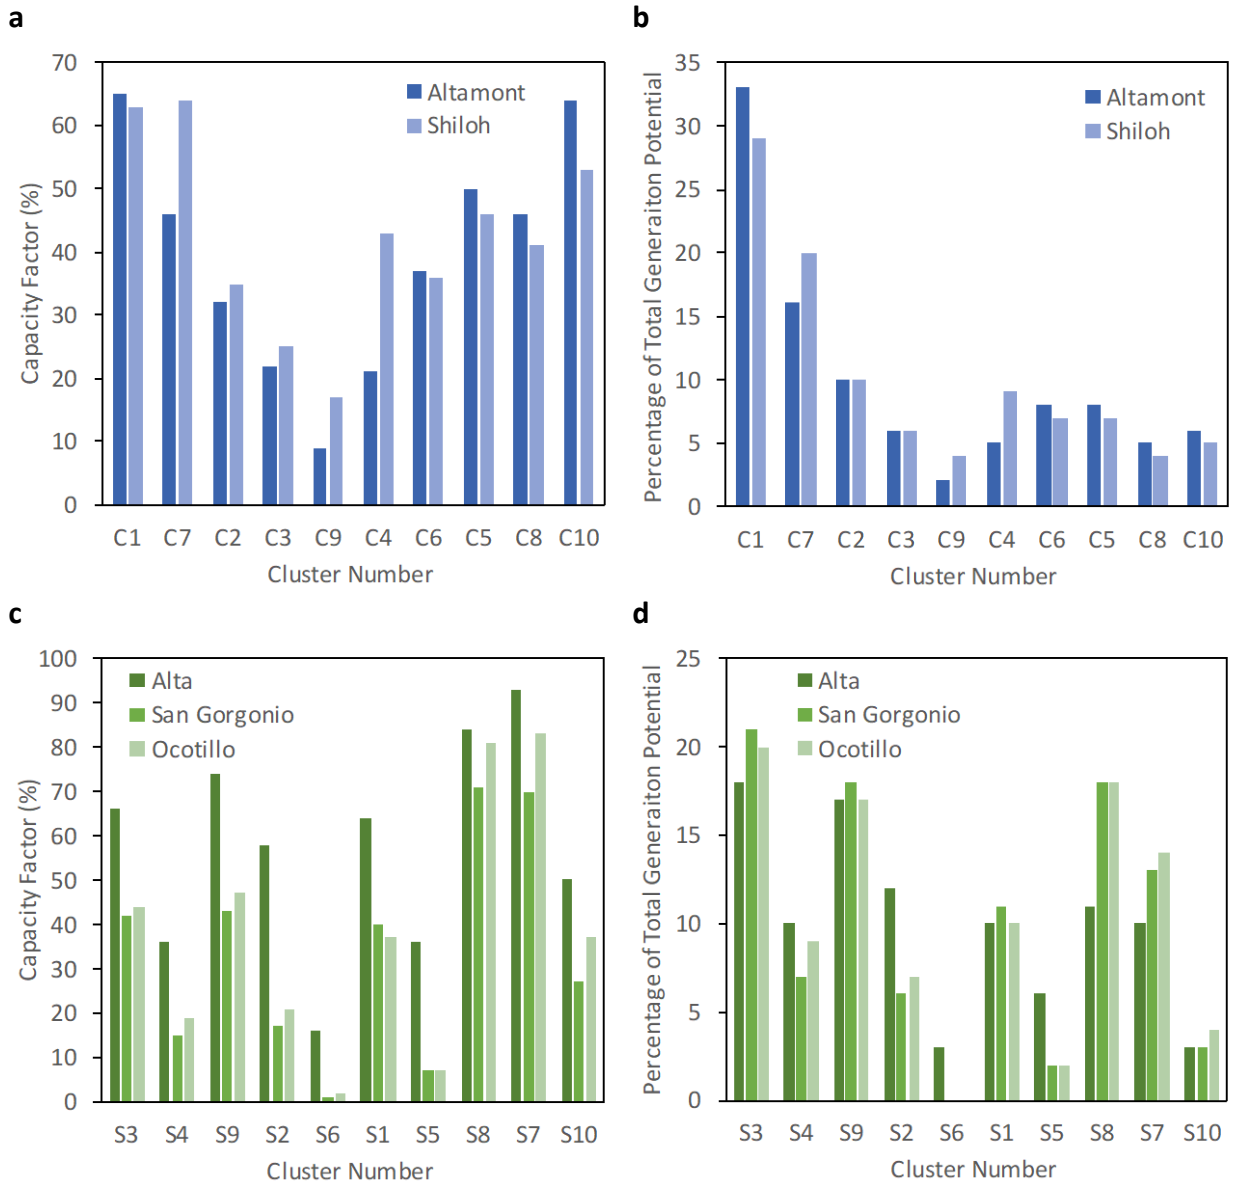 a
70
60
50
40
30
20
10
0
Capacity Factor (%)
Altamont
Shiloh
C1 C7 C2 C3 C9 C4 C6 C5 C8 C10
Cluster Number
b
35
30
25
20
15
10
5
0
Percentage of Total Generaiton Potential
Altamont
Shiloh
C1 C7 C2 C3 C9 C4 C6 C5 C8 C10
Cluster Number
c
100
90
80
70
60
50
40
30
20
10
0
Capacity Factor (%)
Alta
San Gorgonio
Ocotillo
S3 S4 S9 S2 S6 S1 S5 S8 S7 S10
Cluster Number
d
25
20
15
10
5
0
Percentage of Total Generaiton Potential
Alta
San Gorgonio
Ocotillo
S3 S4 S9 S2 S6 S1 S5 S8 S7 S10
Cluster Number